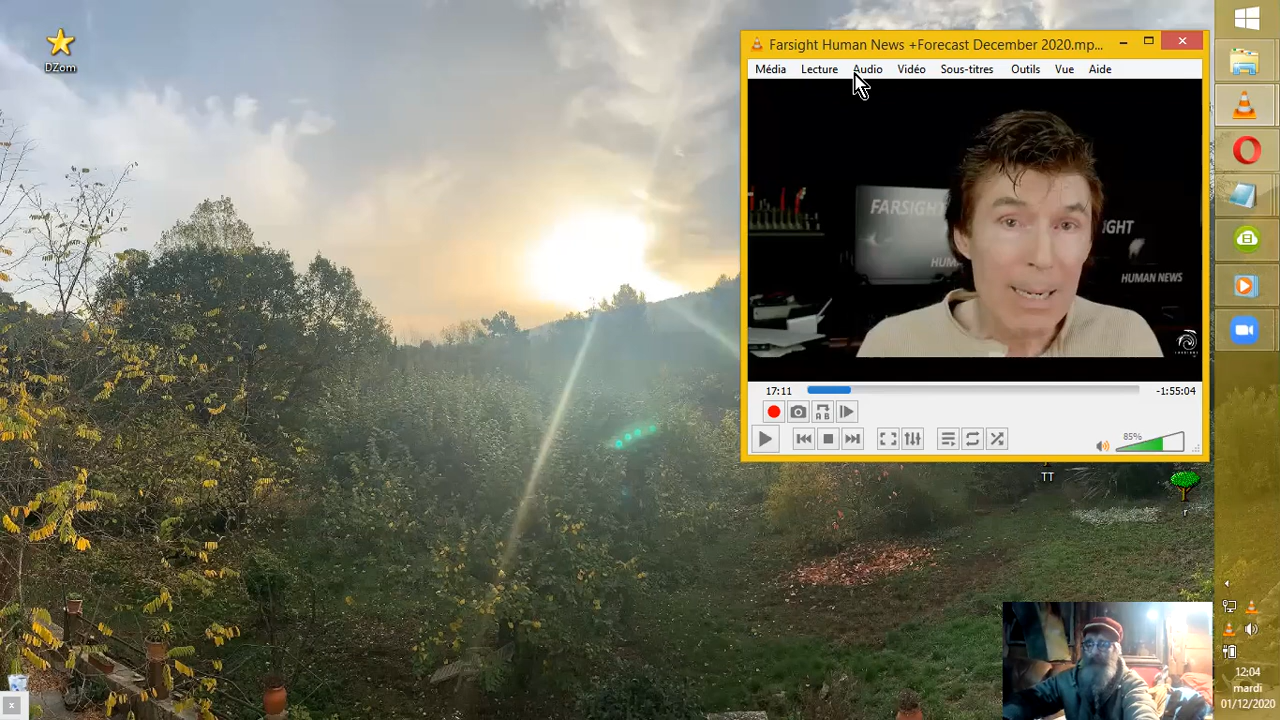 DZom
Farsight Human News +Forecast December 2020.mp...
Média Lecture Audio Vidéo Sous-titres Outils Vue Aide
FARSIGHT
HUM
IGHT
HUMAN NEWS
17:11
-1:55:04
A B
85%
TT
r
12:04
mardi
01/12/2020